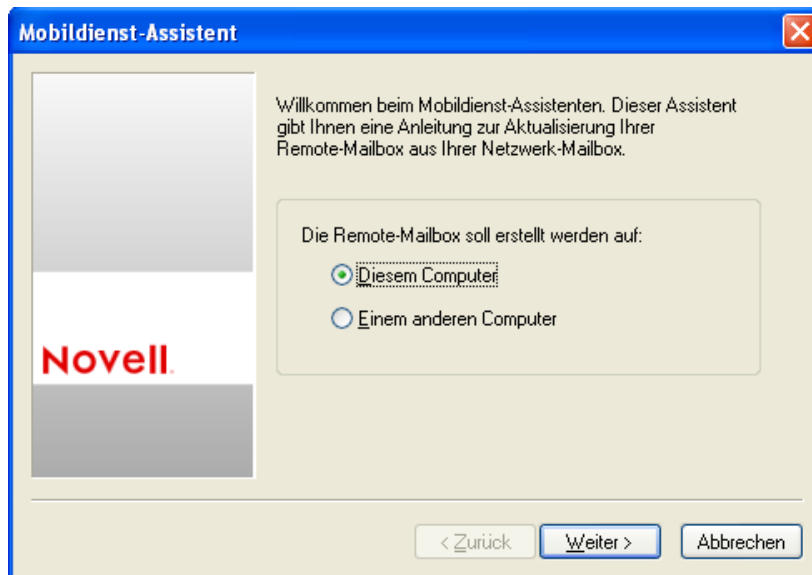 Mobildienst-Assistent
Willkommen beim Mobildienst-Assistenten. Dieser Assistent
gibt Ihnen eine Anleitung zur Aktualisierung Ihrer
Remote-Mailbox aus Ihrer Netzwerk-Mailbox.
Die Remote-Mailbox soll erstellt werden auf:
Diesem Computer
Einem anderen Computer
Novell.
< Zurück
Weiter >
Abbrechen